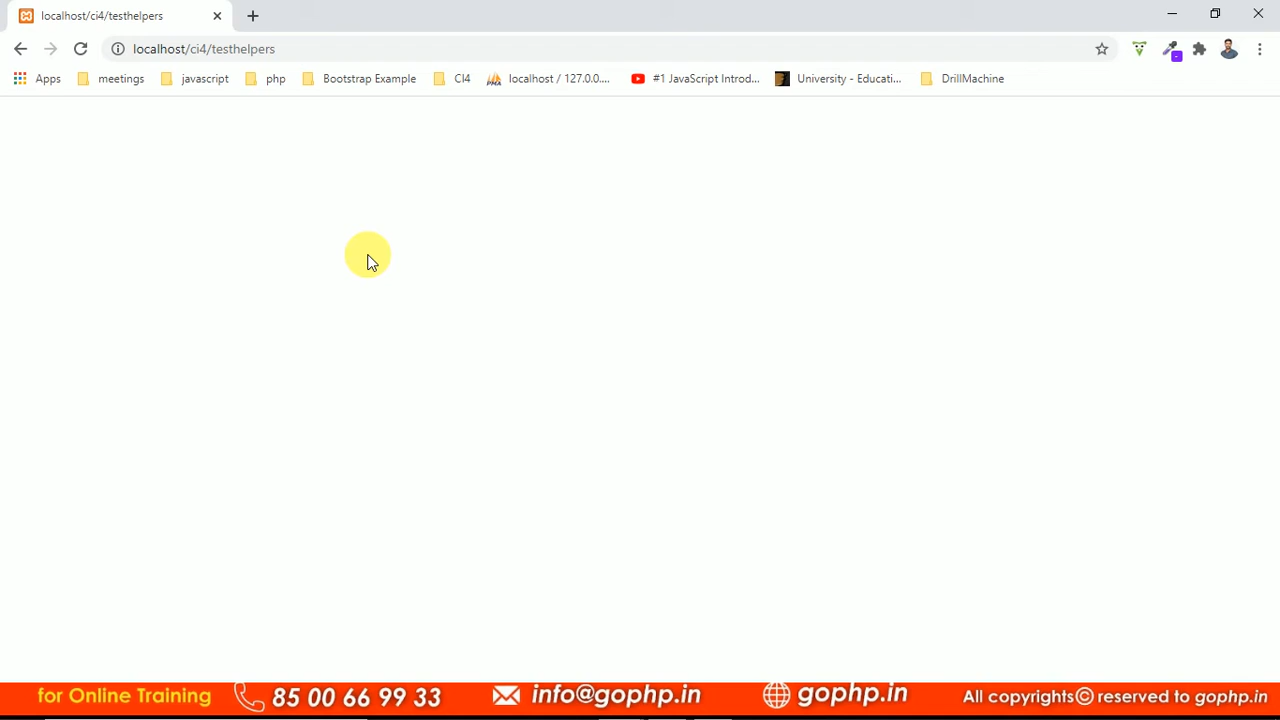 localhost/ci4/testhelpers
localhost/ci4/testhelpers
Apps meetings javascript php Bootstrap Example CI4 localhost / 127.0.0.... #1 JavaScript Introd... University - Educati... DrillMachine
for Online Training 85 00 66 99 33 info@gophp.in gophp.in All copyrights© reserved to gophp.in